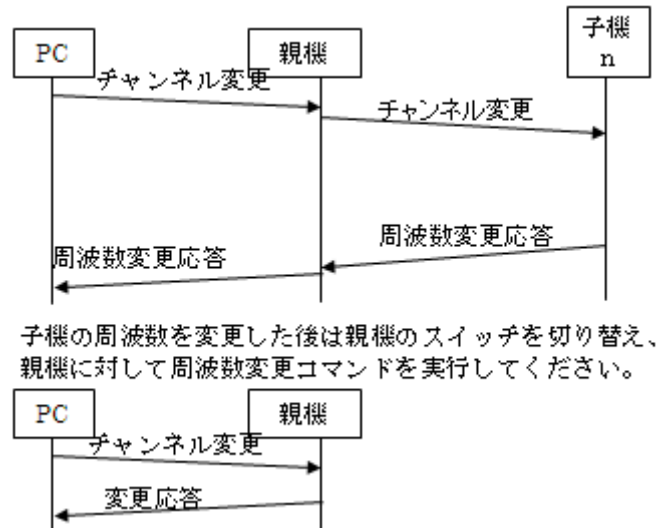 PC
親機
子機
n
チャンネル変更
チャンネル変更
周波数変更応答
周波数変更応答
子機の周波数を変更した後は親機のスイッチを切り替え、
親機に対して周波数変更コマンドを実行してください。
PC
親機
チャンネル変更
変更応答